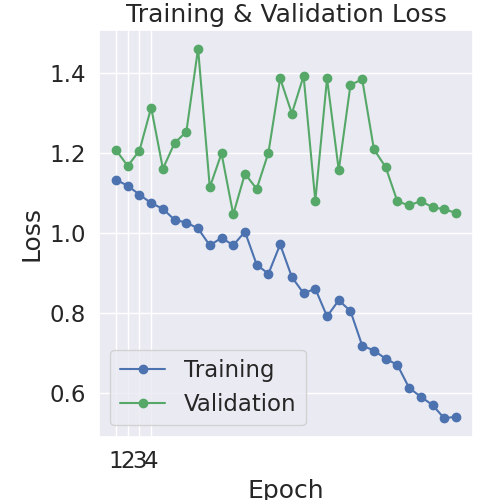 Training & Validation Loss
1.4
1.2
1.0
0.8
0.6
Loss
Training
Validation
1234
Epoch